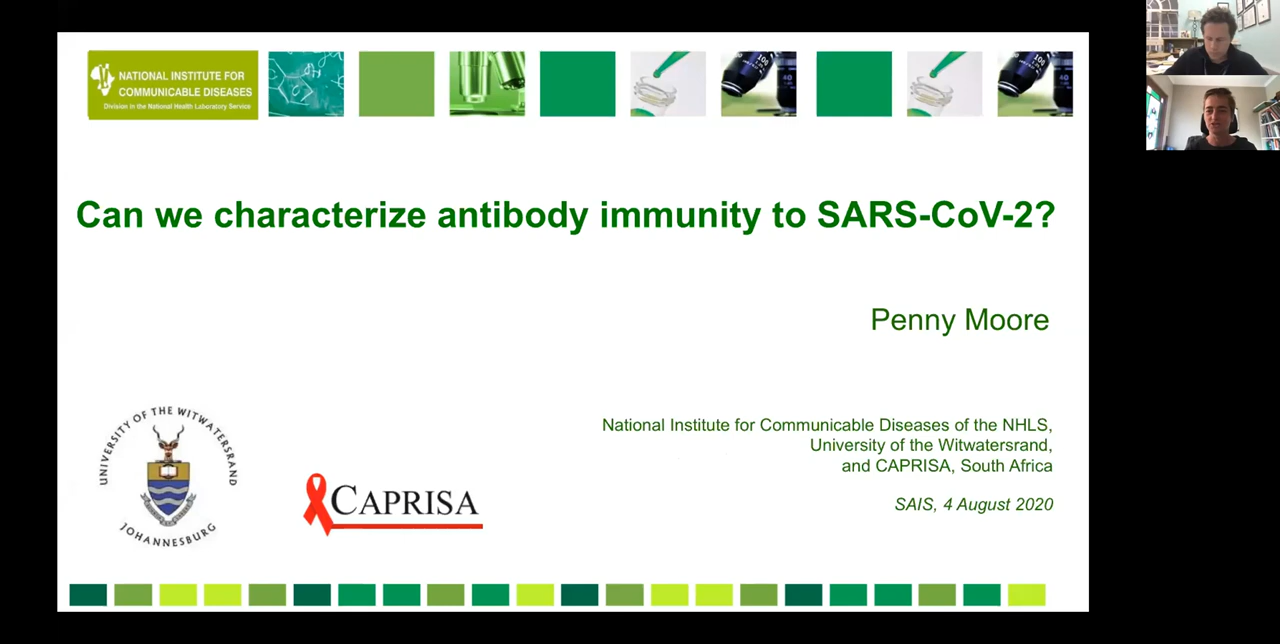 NATIONAL INSTITUTE FOR
COMMUNICABLE DISEASES
Division in the National Health Laboratory Service
Can we characterize antibody immunity to SARS-CoV-2?
Penny Moore
National Institute for Communicable Diseases of the NHLS,
University of the Witwatersrand,
and CAPRISA, South Africa
SAIS, 4 August 2020
UNIVERSITY OF THE WITWATERSRAND
JOHANNESBURG
CAPRISA